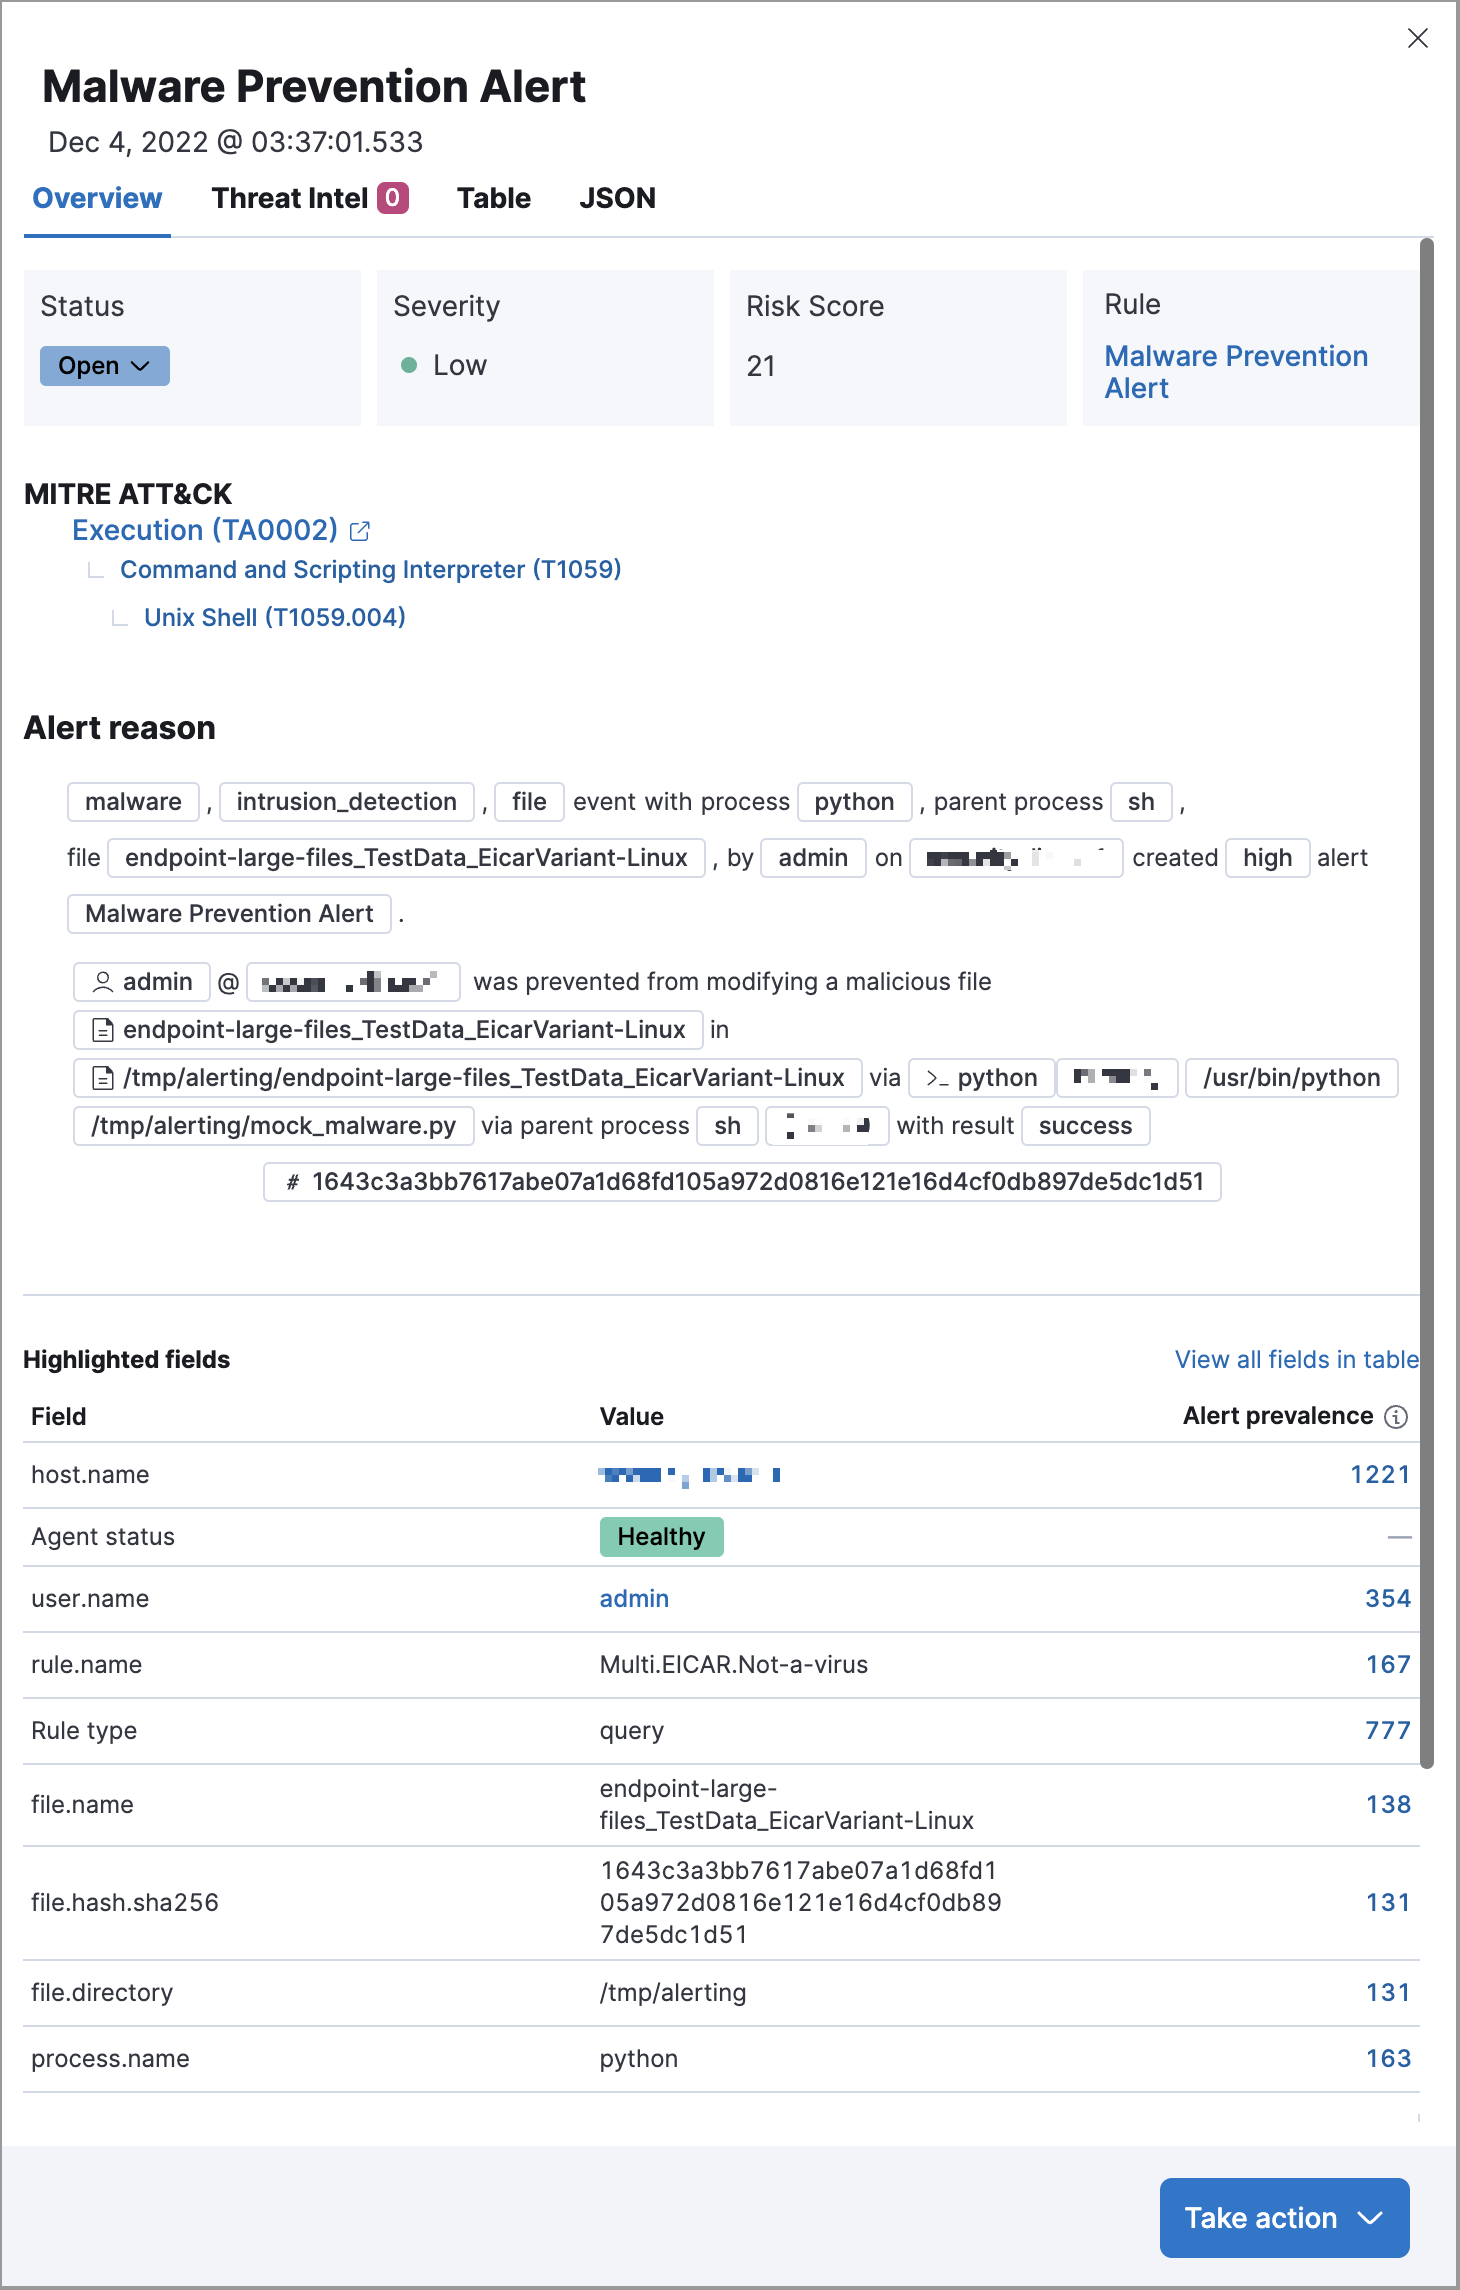 Malware Prevention Alert
Dec 4, 2022 @ 03:37:01.533
Overview Threat Intel 0 Table JSON
Status Severity Risk Score Rule
Open Low 21 Malware Prevention
Alert
MITRE ATT&CK
Execution (TA0002)
Command and Scripting Interpreter (T1059)
Unix Shell (T1059.004)
Alert reason
malware , intrusion_detection , file event with process python , parent process sh ,
file endpoint-large-files_TestData_EicarVariant-Linux , by admin on created high alert
Malware Prevention Alert .
admin @ was prevented from modifying a malicious file
endpoint-large-files_TestData_EicarVariant-Linux in
/tmp/alerting/endpoint-large-files_TestData_EicarVariant-Linux via >_ python /usr/bin/python
/tmp/alerting/mock_malware.py via parent process sh with result success
# 1643c3a3bb7617abe07a1d68fd105a972d0816e121e16d4cf0db897de5dc1d51
Highlighted fields View all fields in table
Field Value Alert prevalence
host.name 1221
Agent status Healthy —
user.name admin 354
rule.name Multi.EICAR.Not-a-virus 167
Rule type query 777
file.name endpoint-large-
files_TestData_EicarVariant-Linux 138
file.hash.sha256 1643c3a3bb7617abe07a1d68fd1
05a972d0816e121e16d4cf0db89
7de5dc1d51 131
file.directory /tmp/alerting 131
process.name python 163
Take action